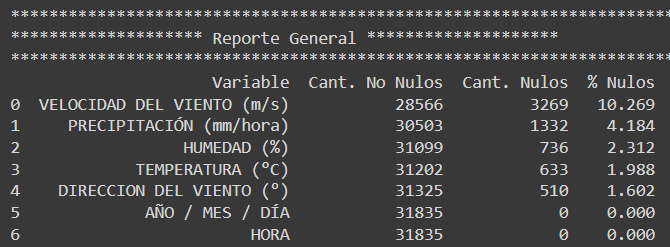 ************************************************************************
******************** Reporte General ********************
************************************************************************
Variable Cant. No Nulos Cant. Nulos % Nulos
0 VELOCIDAD DEL VIENTO (m/s) 28566 3269 10.269
1 PRECIPITACIÓN (mm/hora) 30503 1332 4.184
2 HUMEDAD (%) 31099 736 2.312
3 TEMPERATURA (ºC) 31202 633 1.988
4 DIRECCION DEL VIENTO (º) 31325 510 1.602
5 AÑO / MES / DÍA 31835 0 0.000
6 HORA 31835 0 0.000